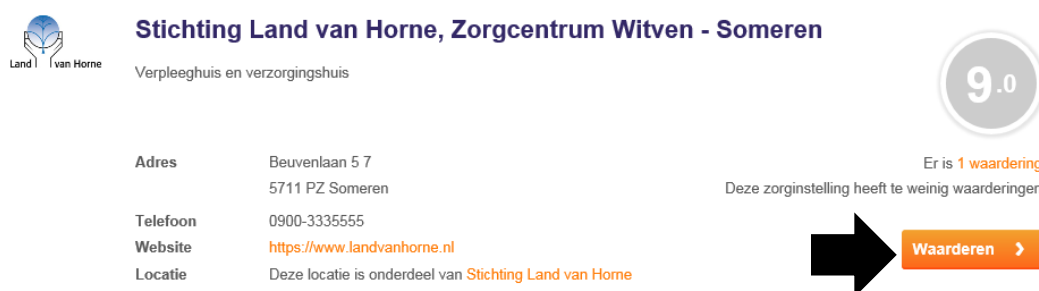 Land van Horne
Stichting Land van Horne, Zorgcentrum Witven - Someren
Verpleeghuis en verzorgingshuis
9.0
Adres Beuvenlaan 5 7
5711 PZ Someren
Telefoon 0900-3335555
Website https://www.landvanhorne.nl
Locatie Deze locatie is onderdeel van Stichting Land van Horne
Er is 1 waardering
Deze zorginstelling heeft te weinig waarderingen
Waarderen